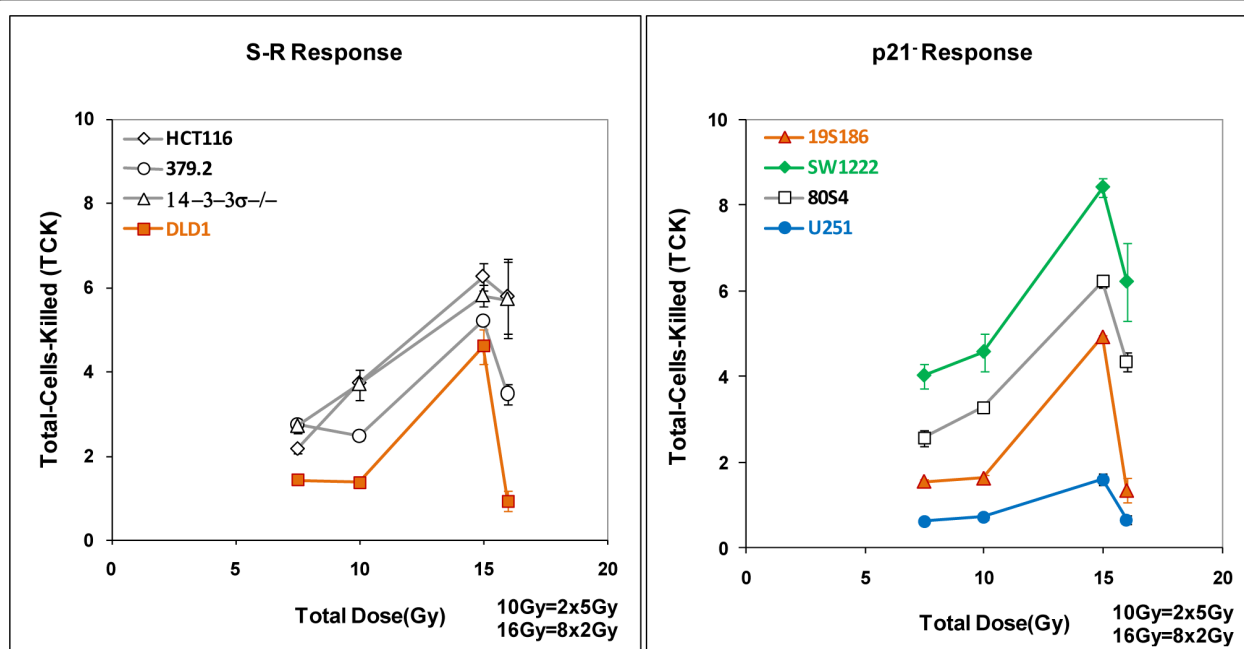 S-R Response
Total-Cells-Killed (TCK)
10
8
6
4
2
0
HCT116
379.2
14–3–3σ–/–
DLD1
0 5 10 15 20
Total Dose(Gy)
10Gy=2x5Gy
16Gy=8x2Gy
p21⁻ Response
Total-Cells-Killed (TCK)
10
8
6
4
2
0
19S186
SW1222
80S4
U251
0 5 10 15 20
Total Dose(Gy)
10Gy=2x5Gy
16Gy=8x2Gy